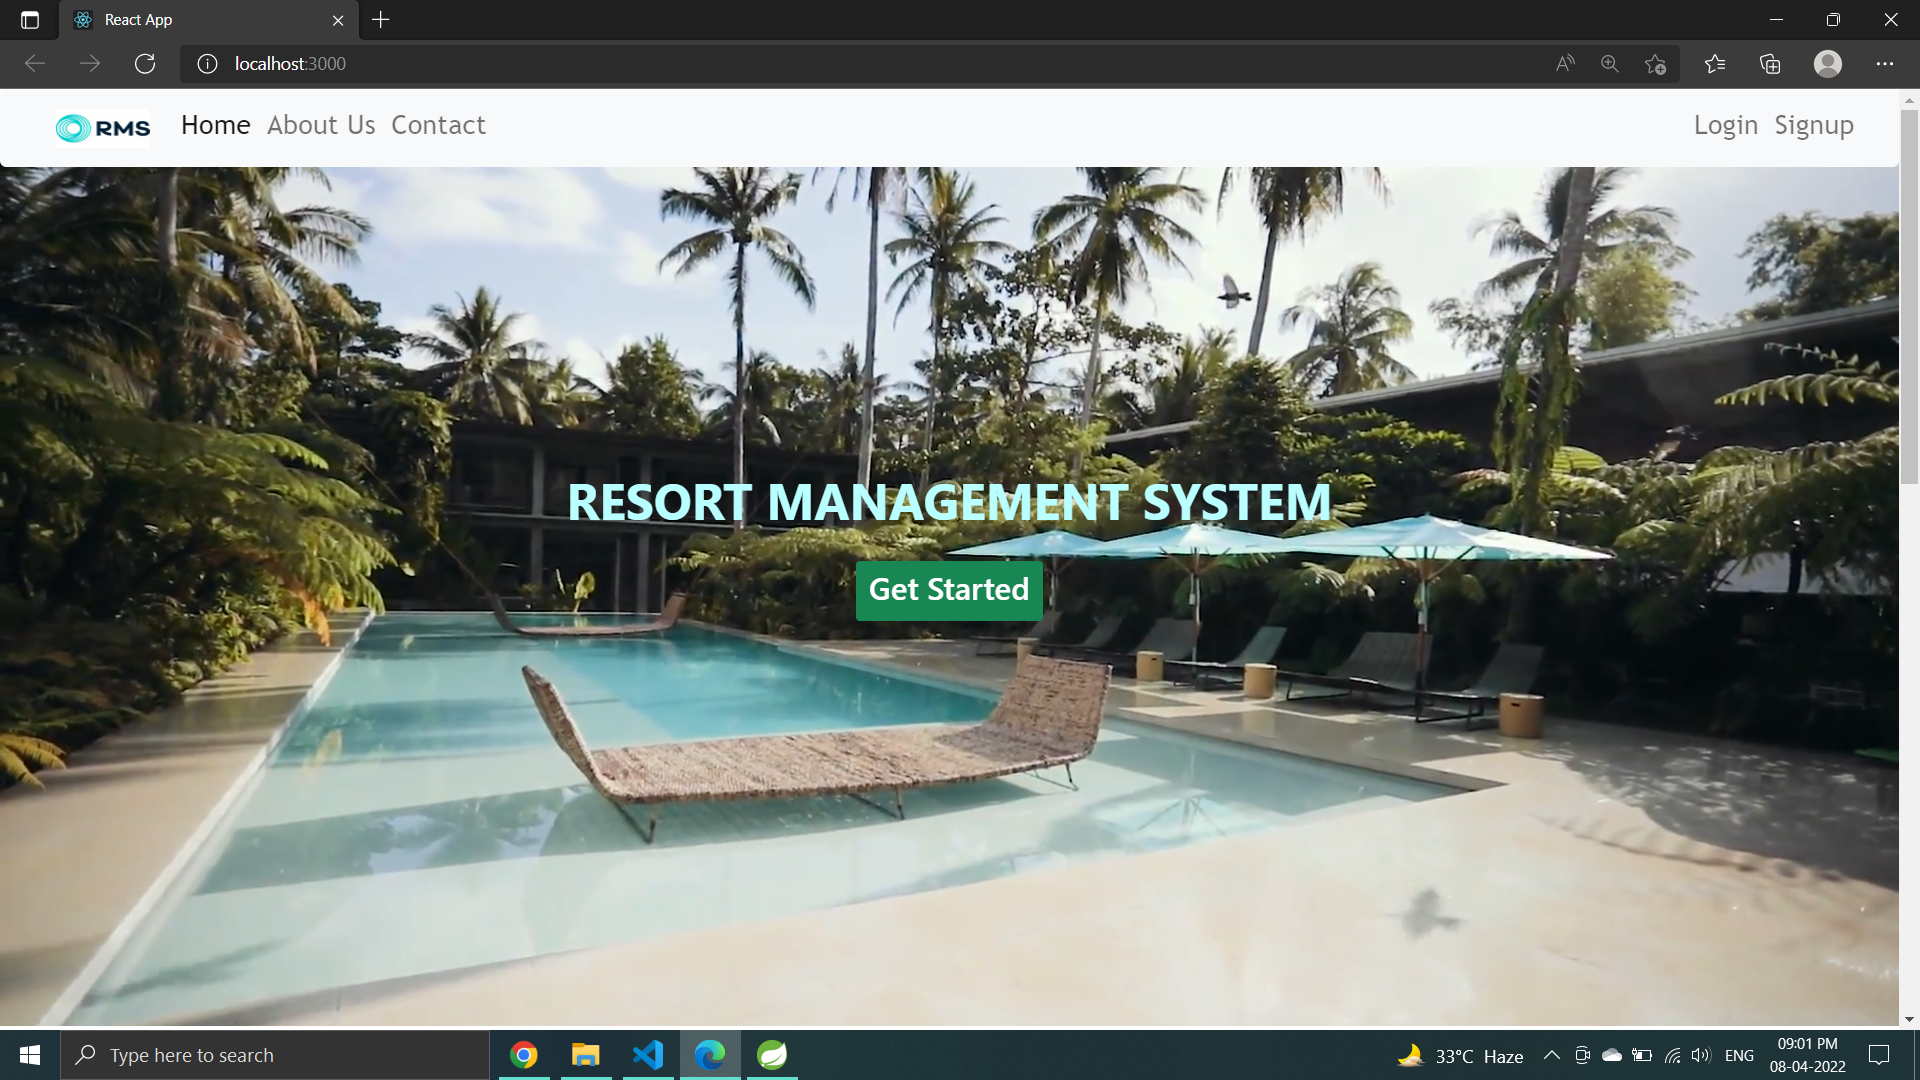 React App
localhost:3000
RMS Home About Us Contact Login Signup
RESORT MANAGEMENT SYSTEM
Get Started
Type here to search
33°C Haze
ENG
09:01 PM
08-04-2022